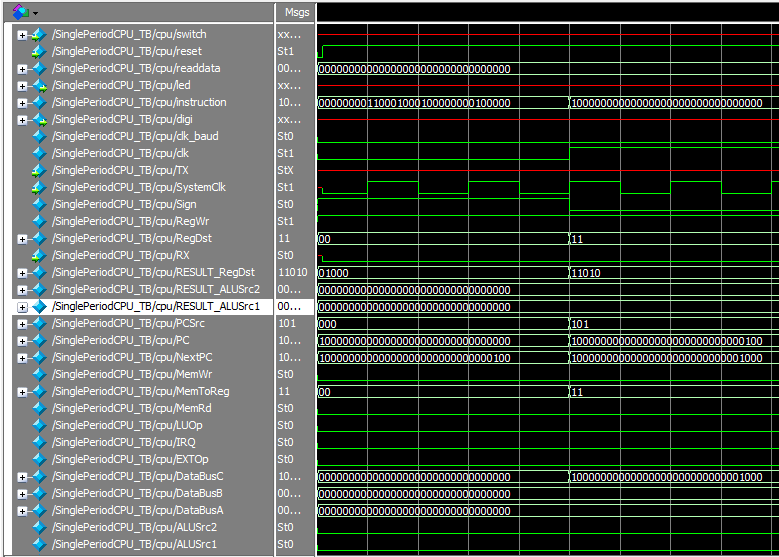 Msgs
/SinglePeriodCPU_TB/cpu/switch xx...
/SinglePeriodCPU_TB/cpu/reset St1
/SinglePeriodCPU_TB/cpu/readdata 00... 00000000000000000000000000000000
/SinglePeriodCPU_TB/cpu/led xx...
/SinglePeriodCPU_TB/cpu/instruction 10... 00000000110001000100000000100000 10000000000000000000000000000000
/SinglePeriodCPU_TB/cpu/digi xx...
/SinglePeriodCPU_TB/cpu/clk_baud St0
/SinglePeriodCPU_TB/cpu/clk St1
/SinglePeriodCPU_TB/cpu/TX StX
/SinglePeriodCPU_TB/cpu/SystemClk St1
/SinglePeriodCPU_TB/cpu/Sign St0
/SinglePeriodCPU_TB/cpu/RegWr St1
/SinglePeriodCPU_TB/cpu/RegDst 11 00 11
/SinglePeriodCPU_TB/cpu/RX St0
/SinglePeriodCPU_TB/cpu/RESULT_RegDst 11010 01000 11010
/SinglePeriodCPU_TB/cpu/RESULT_ALUSrc2 00... 00000000000000000000000000000000
/SinglePeriodCPU_TB/cpu/RESULT_ALUSrc1 00... 00000000000000000000000000000000
/SinglePeriodCPU_TB/cpu/PCSrc 101 000 101
/SinglePeriodCPU_TB/cpu/PC 10... 10000000000000000000000000000000 10000000000000000000000000000100
/SinglePeriodCPU_TB/cpu/NextPC 10... 10000000000000000000000000000100 10000000000000000000000000001000
/SinglePeriodCPU_TB/cpu/MemWr St0
/SinglePeriodCPU_TB/cpu/MemToReg 11 00 11
/SinglePeriodCPU_TB/cpu/MemRd St0
/SinglePeriodCPU_TB/cpu/LUOp St0
/SinglePeriodCPU_TB/cpu/IRQ St0
/SinglePeriodCPU_TB/cpu/EXTOp St0
/SinglePeriodCPU_TB/cpu/DataBusC 10... 00000000000000000000000000000000 10000000000000000000000000001000
/SinglePeriodCPU_TB/cpu/DataBusB 00... 00000000000000000000000000000000
/SinglePeriodCPU_TB/cpu/DataBusA 00... 00000000000000000000000000000000
/SinglePeriodCPU_TB/cpu/ALUSrc2 St0
/SinglePeriodCPU_TB/cpu/ALUSrc1 St0